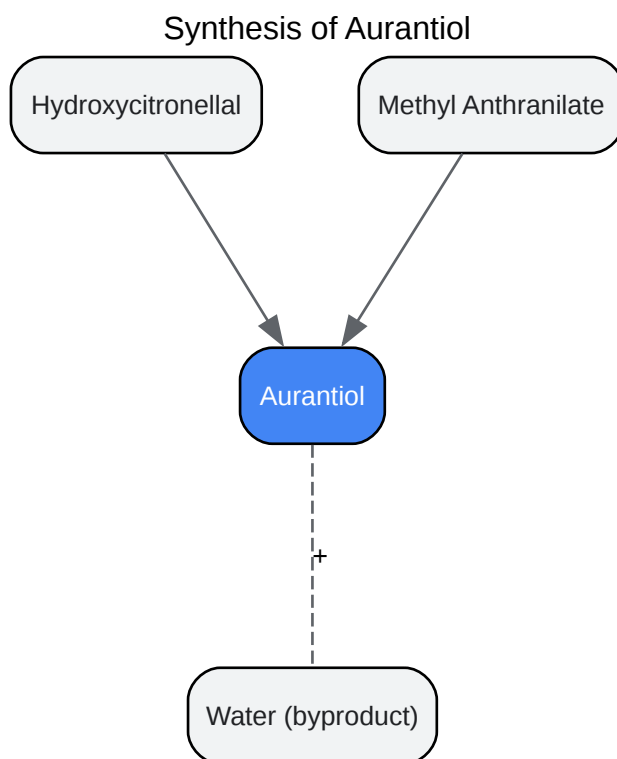 Synthesis of Aurantiol
Hydroxycitronellal
Methyl Anthranilate
Aurantiol
+
Water (byproduct)